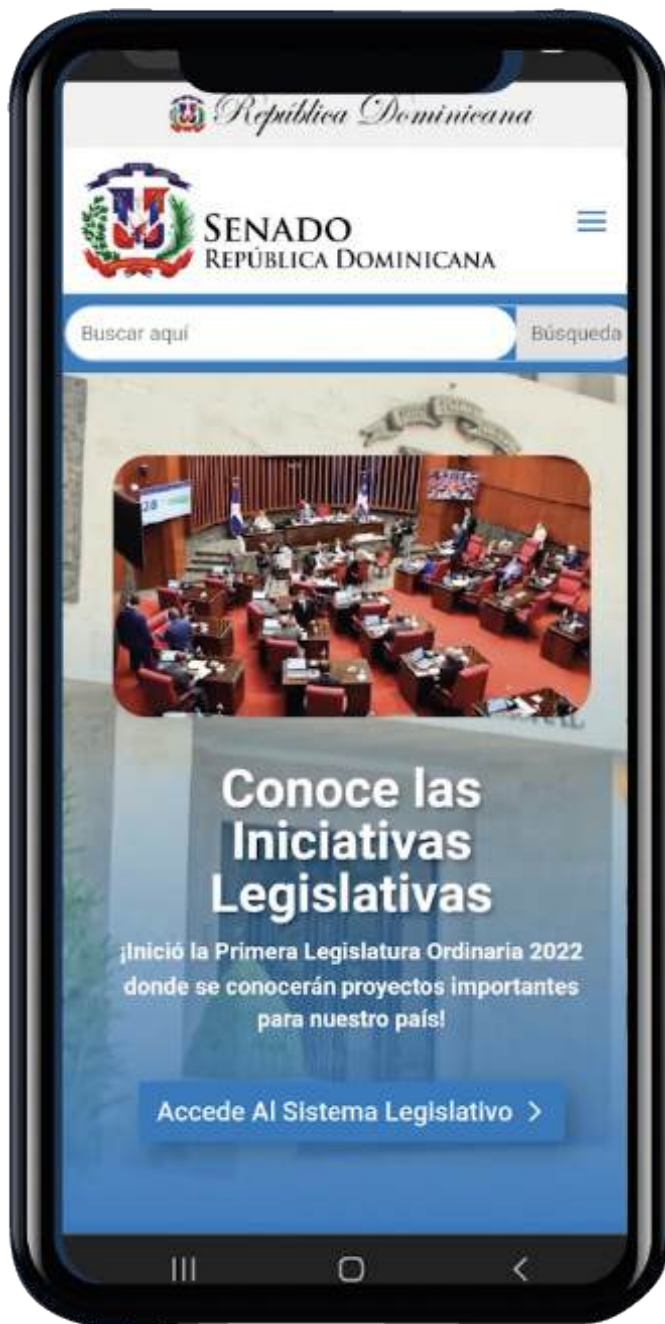 República Dominicana
SENADO
REPÚBLICA DOMINICANA
Buscar aquí
Búsqueda
28
Conoce las
Iniciativas
Legislativas
¡Inició la Primera Legislatura Ordinaria 2022
donde se conocerán proyectos importantes
para nuestro país!
Accede Al Sistema Legislativo